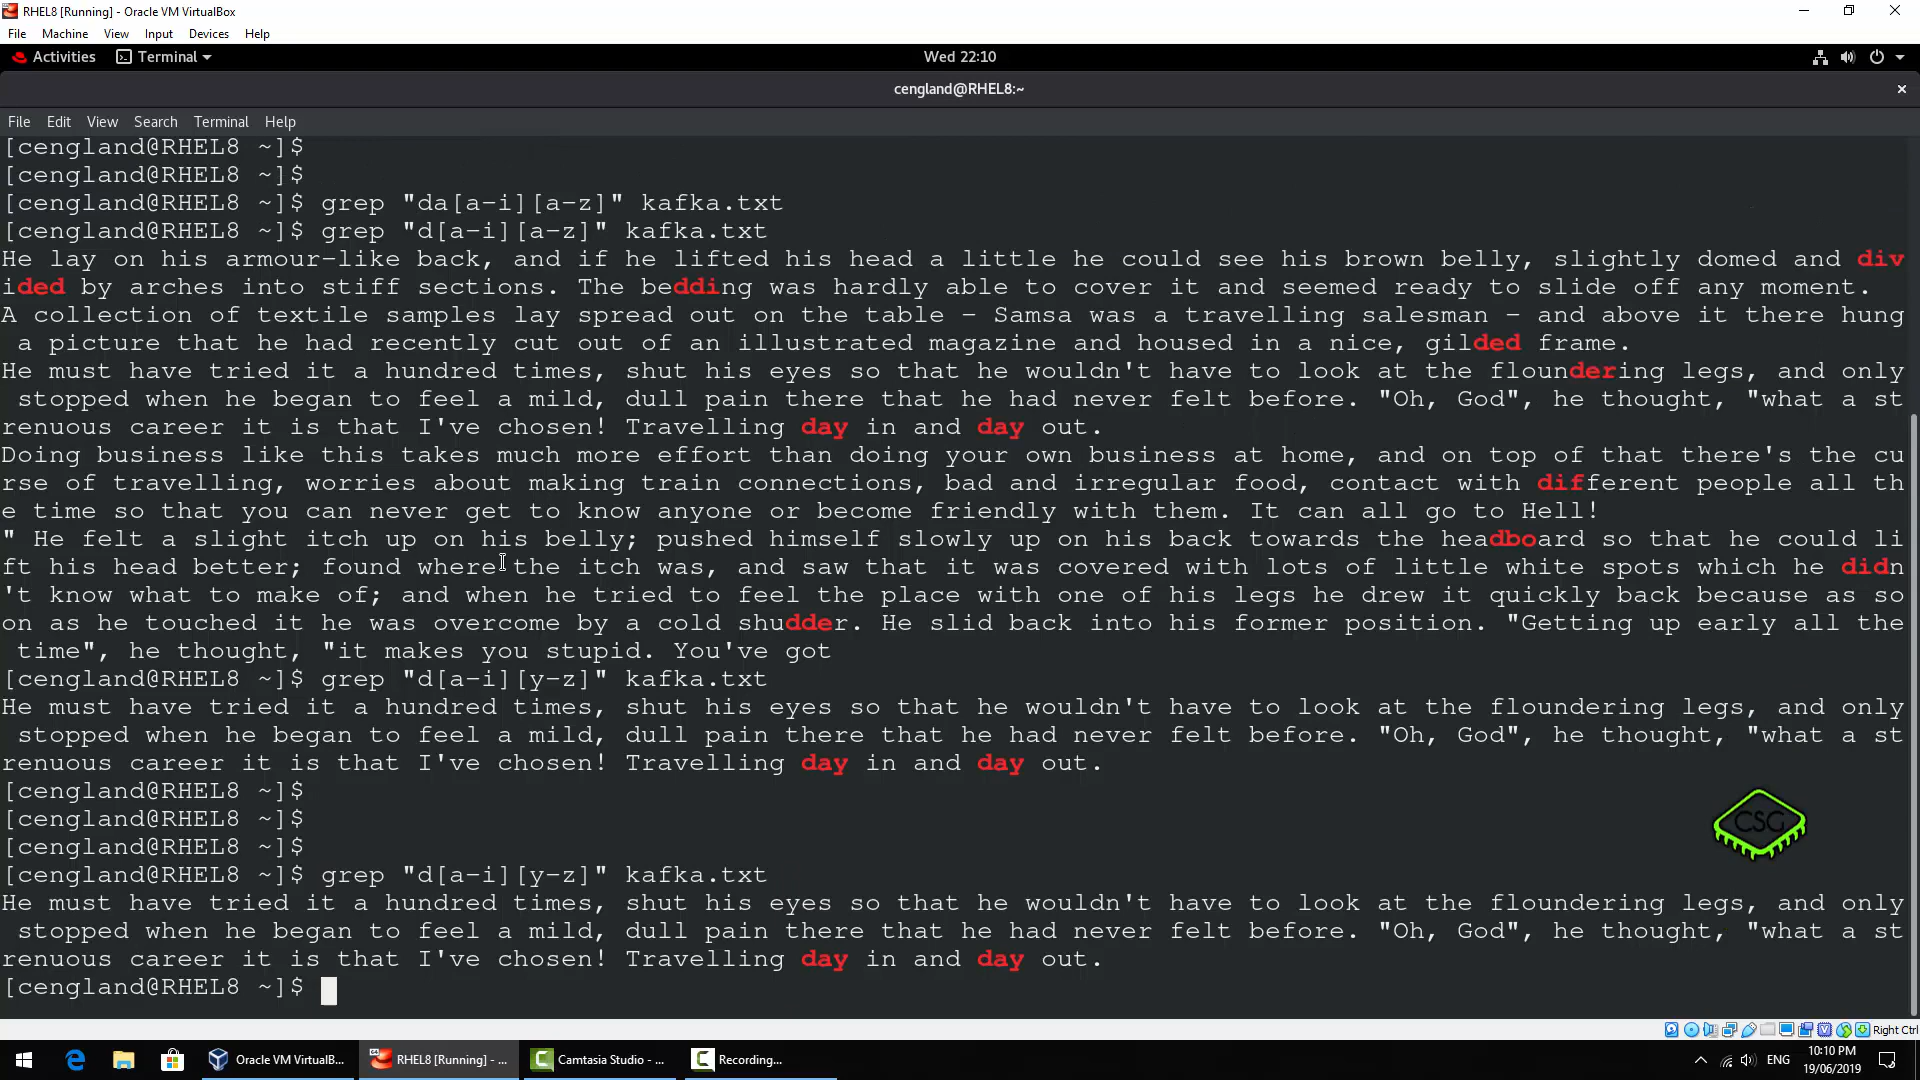 RHEL8 [Running] - Oracle VM VirtualBox
File Machine View Input Devices Help
Activities Terminal Wed 22:10
cengland@RHEL8:~
File Edit View Search Terminal Help
[cengland@RHEL8 ~]$
[cengland@RHEL8 ~]$
[cengland@RHEL8 ~]$ grep "da[a-i][a-z]" kafka.txt
[cengland@RHEL8 ~]$ grep "d[a-i][a-z]" kafka.txt
He lay on his armour-like back, and if he lifted his head a little he could see his brown belly, slightly domed and div
ided by arches into stiff sections. The bedding was hardly able to cover it and seemed ready to slide off any moment.
A collection of textile samples lay spread out on the table - Samsa was a travelling salesman - and above it there hung
 a picture that he had recently cut out of an illustrated magazine and housed in a nice, gilded frame.
He must have tried it a hundred times, shut his eyes so that he wouldn't have to look at the floundering legs, and only
 stopped when he began to feel a mild, dull pain there that he had never felt before. "Oh, God", he thought, "what a st
renuous career it is that I've chosen! Travelling day in and day out.
Doing business like this takes much more effort than doing your own business at home, and on top of that there's the cu
rse of travelling, worries about making train connections, bad and irregular food, contact with different people all th
e time so that you can never get to know anyone or become friendly with them. It can all go to Hell!
" He felt a slight itch up on his belly; pushed himself slowly up on his back towards the headboard so that he could li
ft his head better; found where the itch was, and saw that it was covered with lots of little white spots which he didn
't know what to make of; and when he tried to feel the place with one of his legs he drew it quickly back because as so
on as he touched it he was overcome by a cold shudder. He slid back into his former position. "Getting up early all the
 time", he thought, "it makes you stupid. You've got
[cengland@RHEL8 ~]$ grep "d[a-i][y-z]" kafka.txt
He must have tried it a hundred times, shut his eyes so that he wouldn't have to look at the floundering legs, and only
 stopped when he began to feel a mild, dull pain there that he had never felt before. "Oh, God", he thought, "what a st
renuous career it is that I've chosen! Travelling day in and day out.
[cengland@RHEL8 ~]$
[cengland@RHEL8 ~]$
[cengland@RHEL8 ~]$
[cengland@RHEL8 ~]$ grep "d[a-i][y-z]" kafka.txt
He must have tried it a hundred times, shut his eyes so that he wouldn't have to look at the floundering legs, and only
 stopped when he began to feel a mild, dull pain there that he had never felt before. "Oh, God", he thought, "what a st
renuous career it is that I've chosen! Travelling day in and day out.
[cengland@RHEL8 ~]$
CSG
Right Ctrl
Oracle VM VirtualB... RHEL8 [Running] - ... Camtasia Studio - ... Recording... ENG 10:10 PM
19/06/2019